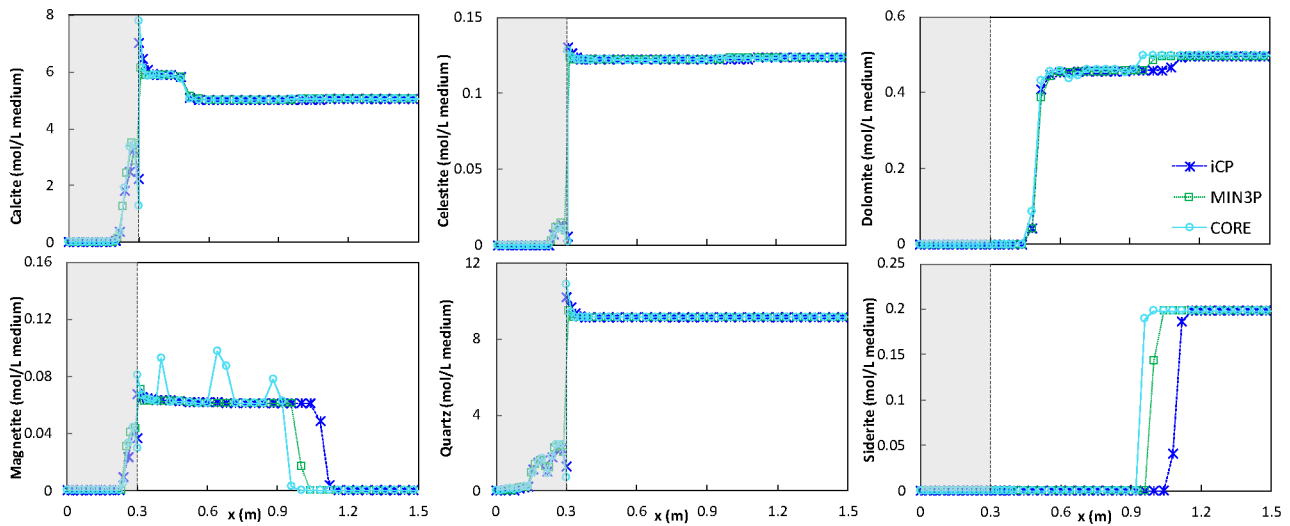 8
6
4
2
0
Calcite (mol/L medium)
0 0.3 0.6 0.9 1.2 1.5
0.15
0.1
0.05
0
Celestite (mol/L medium)
0 0.3 0.6 0.9 1.2 1.5
0.6
0.4
0.2
0
Dolomite (mol/L medium)
iCP
MIN3P
CORE
0 0.3 0.6 0.9 1.2 1.5
0.16
0.12
0.08
0.04
0
Magnetite (mol/L medium)
0 0.3 0.6 0.9 1.2 1.5
x (m)
12
9
6
3
0
Quartz (mol/L medium)
0 0.3 0.6 0.9 1.2 1.5
x (m)
0.25
0.2
0.15
0.1
0.05
0
Siderite (mol/L medium)
0 0.3 0.6 0.9 1.2 1.5
x (m)